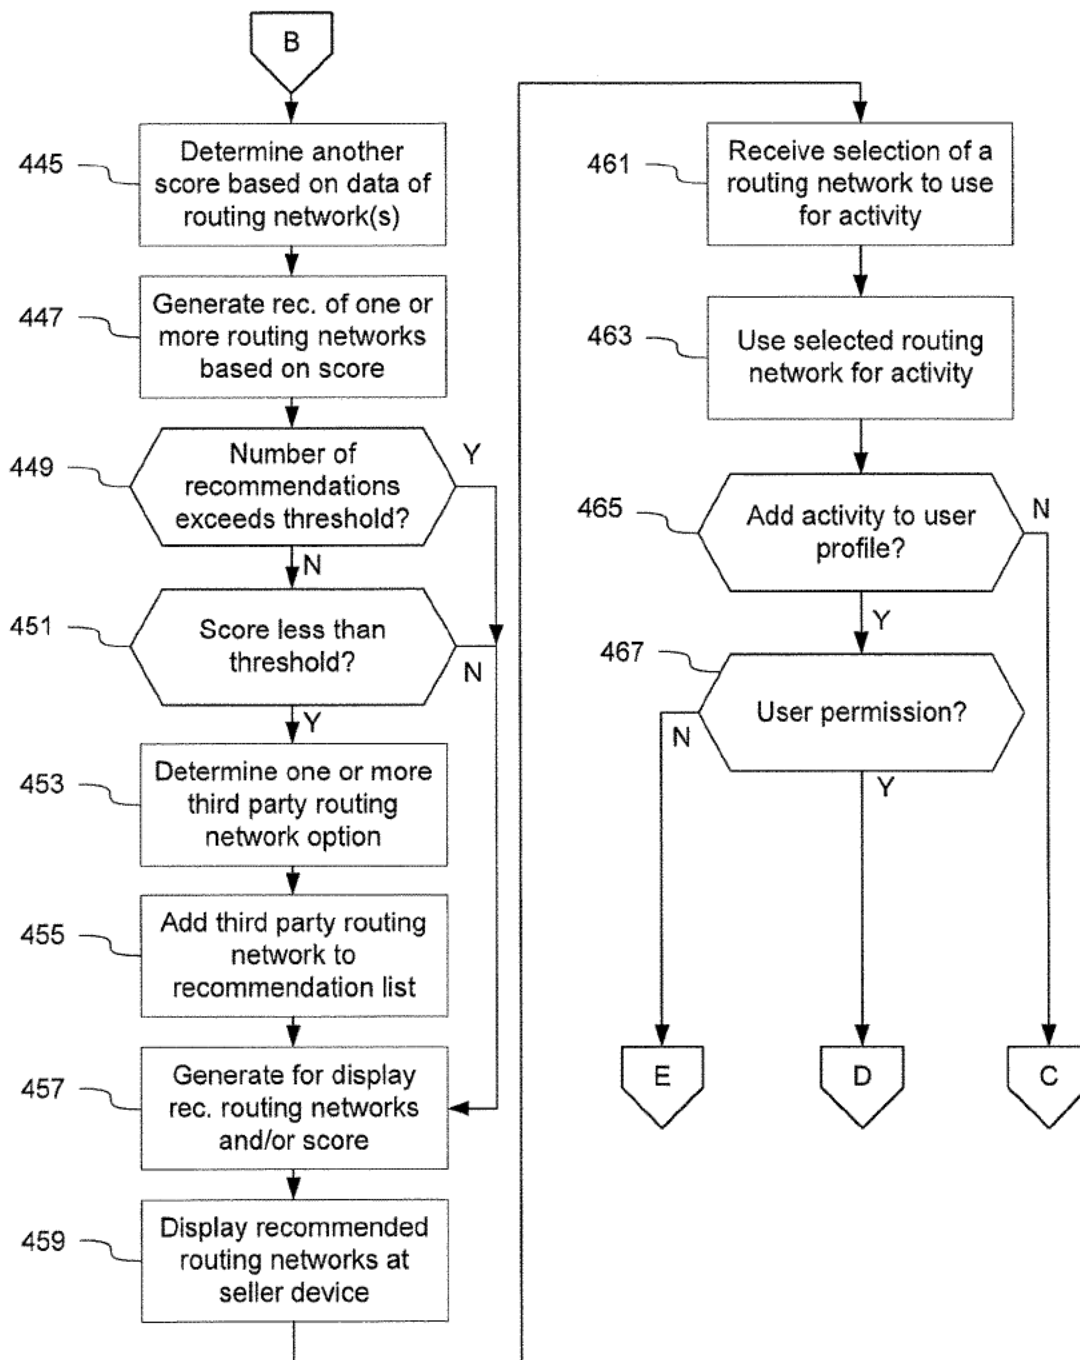 B
445
Determine another
score based on data of
routing network(s)
447
Generate rec. of one or
more routing networks
based on score
449
Number of
recommendations
exceeds threshold?
Y
N
451
Score less than
threshold?
N
Y
453
Determine one or more
third party routing
network option
455
Add third party routing
network to
recommendation list
457
Generate for display
rec. routing networks
and/or score
459
Display recommended
routing networks at
seller device
461
Receive selection of a
routing network to use
for activity
463
Use selected routing
network for activity
465
Add activity to user
profile?
N
Y
467
User permission?
N
Y
E
D
C